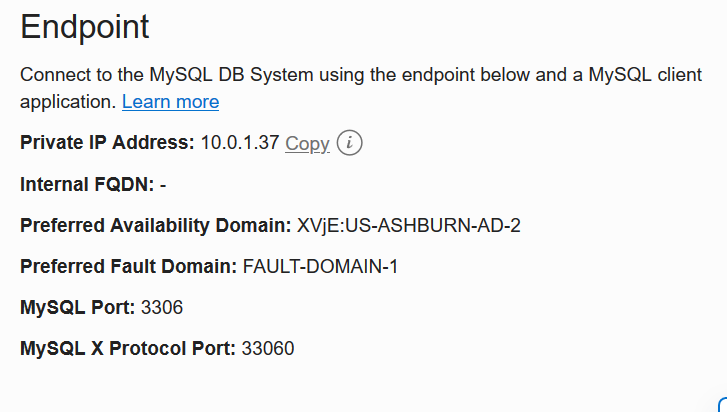 Endpoint
Connect to the MySQL DB System using the endpoint below and a MySQL client
application. Learn more
Private IP Address: 10.0.1.37 Copy i
Internal FQDN: -
Preferred Availability Domain: XVjE:US-ASHBURN-AD-2
Preferred Fault Domain: FAULT-DOMAIN-1
MySQL Port: 3306
MySQL X Protocol Port: 33060